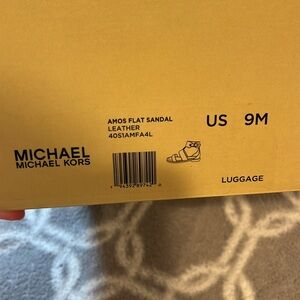 AMOS FLAT SANDAL
LEATHER
40S1AMFA4L
US 9M
MICHAEL
MICHAEL KORS
LUGGAGE